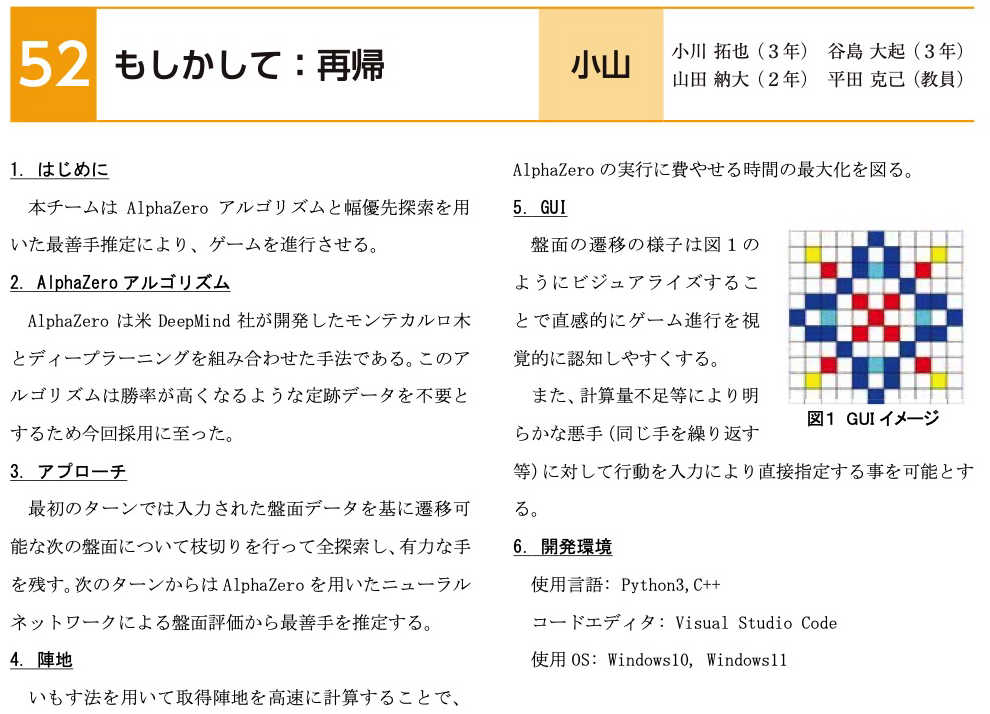 52
もしかして：再帰
小山
小川 拓也（３年） 谷島 大起（３年）
山田 納大（２年） 平田 克己（教員）
1. はじめに
本チームは AlphaZero アルゴリズムと幅優先探索を用
いた最善手推定により、ゲームを進行させる。
2. AlphaZero アルゴリズム
AlphaZero は米 DeepMind 社が開発したモンテカルロ木
とディープラーニングを組み合わせた手法である。このア
ルゴリズムは勝率が高くなるような定跡データを不要と
するため今回採用に至った。
3. アプローチ
最初のターンでは入力された盤面データを基に遷移可
能な次の盤面について枝切りを行って全探索し、有力な手
を残す。次のターンからは AlphaZero を用いたニューラル
ネットワークによる盤面評価から最善手を推定する。
4. 陣地
いもす法を用いて取得陣地を高速に計算することで、
AlphaZero の実行に費やせる時間の最大化を図る。
5. GUI
盤面の遷移の様子は図１の
ようにビジュアライズするこ
とで直感的にゲーム進行を視
覚的に認知しやすくする。
また、計算量不足等により明
らかな悪手(同じ手を繰り返す
等)に対して行動を入力により直接指定する事を可能とす
る。
図1 GUI イメージ
6. 開発環境
使用言語: Python3,C++
コードエディタ: Visual Studio Code
使用 OS: Windows10, Windows11